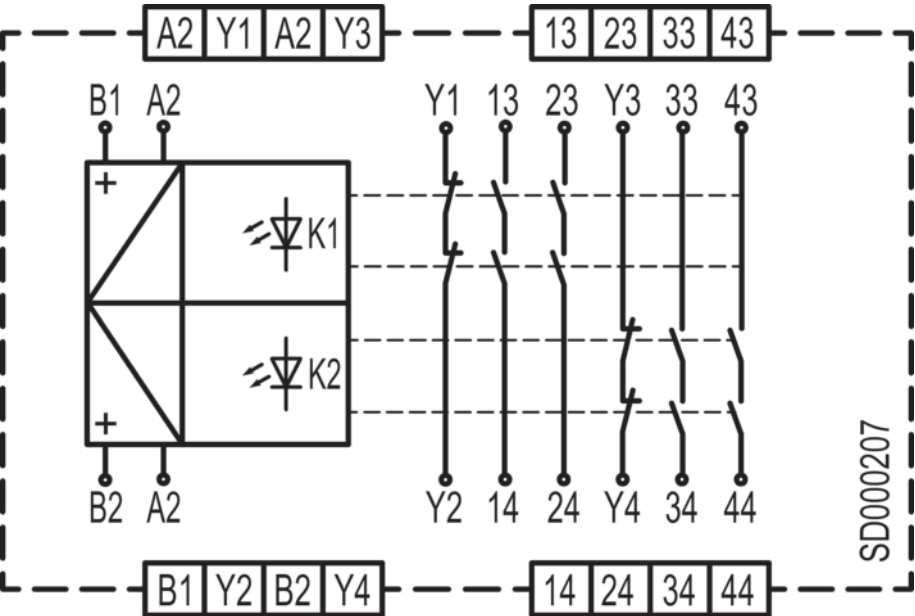 A2 Y1 A2 Y3 13 23 33 43
B1 A2 Y1 13 23 Y3 33 43
+
K1
K2
+
B2 A2 Y2 14 24 Y4 34 44
SD000207
B1 Y2 B2 Y4 14 24 34 44